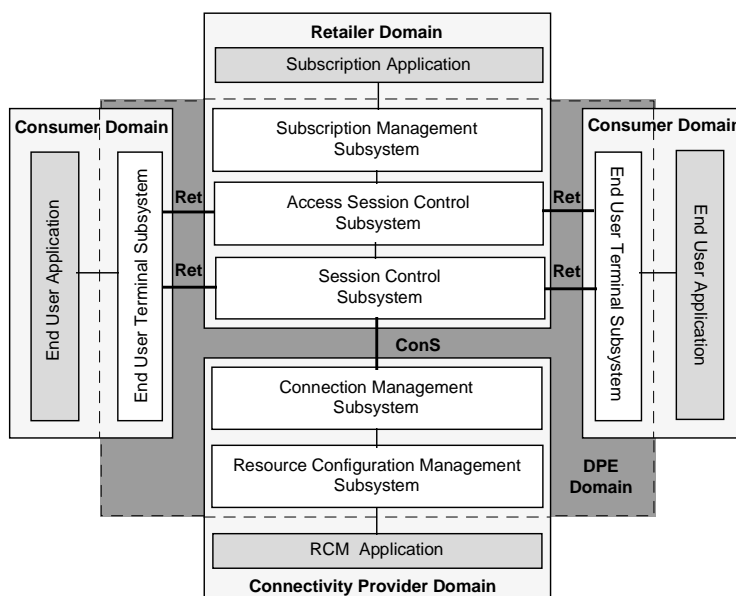 Retailer Domain
Subscription Application
Consumer Domain
Consumer Domain
Subscription Management
Subsystem
End User Application
End User Terminal Subsystem
Ret
Access Session Control
Subsystem
Ret
End User Terminal Subsystem
End User Application
Ret
Session Control
Subsystem
Ret
ConS
Connection Management
Subsystem
Resource Configuration Management
Subsystem
DPE
Domain
RCM Application
Connectivity Provider Domain